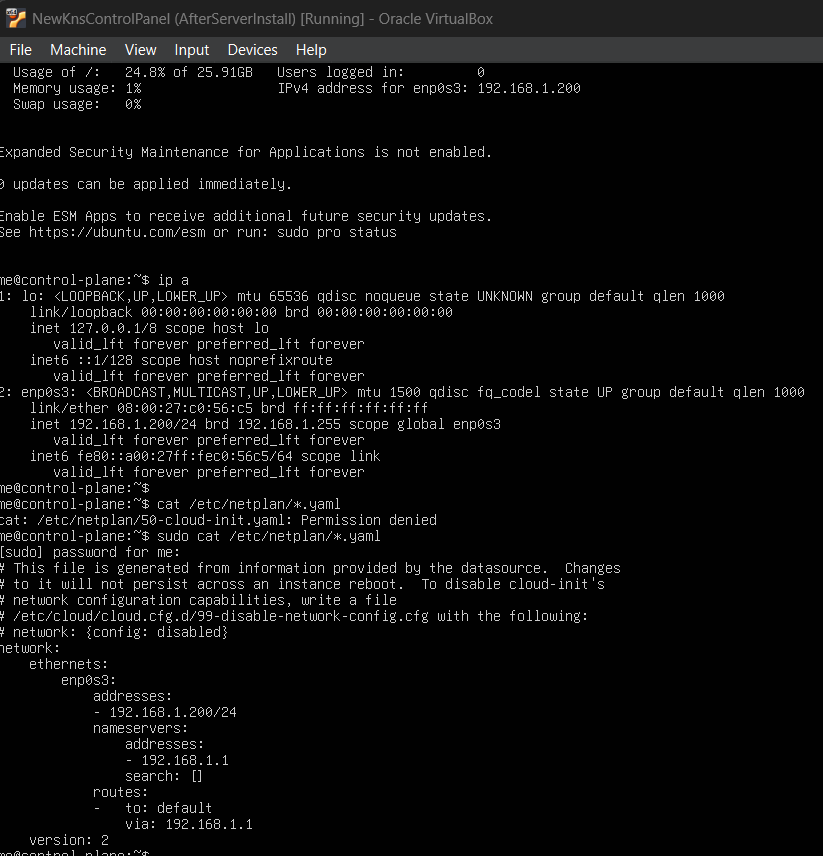 NewKnsControlPanel (AfterServerInstall) [Running] - Oracle VirtualBox
File Machine View Input Devices Help
Usage of /: 24.8% of 25.91GB Users logged in: 0
Memory usage: 1% IPv4 address for enp0s3: 192.168.1.200
Swap usage: 0%
Expanded Security Maintenance for Applications is not enabled.
0 updates can be applied immediately.
Enable ESM Apps to receive additional future security updates.
See https://ubuntu.com/esm or run: sudo pro status
me@control-plane:~$ ip a
1: lo: <LOOPBACK,UP,LOWER_UP> mtu 65536 qdisc noqueue state UNKNOWN group default qlen 1000
link/loopback 00:00:00:00:00:00 brd 00:00:00:00:00:00
inet 127.0.0.1/8 scope host lo
valid_lft forever preferred_lft forever
inet6 ::1/128 scope host noprefixroute
valid_lft forever preferred_lft forever
2: enp0s3: <BROADCAST,MULTICAST,UP,LOWER_UP> mtu 1500 qdisc fq_codel state UP group default qlen 1000
link/ether 08:00:27:c0:56:c5 brd ff:ff:ff:ff:ff:ff
inet 192.168.1.200/24 brd 192.168.1.255 scope global enp0s3
valid_lft forever preferred_lft forever
inet6 fe80::a00:27ff:fec0:56c5/64 scope link
valid_lft forever preferred_lft forever
me@control-plane:~$
me@control-plane:~$ cat /etc/netplan/*.yaml
cat: /etc/netplan/50-cloud-init.yaml: Permission denied
me@control-plane:~$ sudo cat /etc/netplan/*.yaml
[sudo] password for me:
# This file is generated from information provided by the datasource. Changes
# to it will not persist across an instance reboot. To disable cloud-init's
# network configuration capabilities, write a file
# /etc/cloud/cloud.cfg.d/99-disable-network-config.cfg with the following:
# network: {config: disabled}
network:
ethernets:
enp0s3:
addresses:
- 192.168.1.200/24
nameservers:
addresses:
- 192.168.1.1
search: []
routes:
- to: default
via: 192.168.1.1
version: 2
me@control-plane:~$